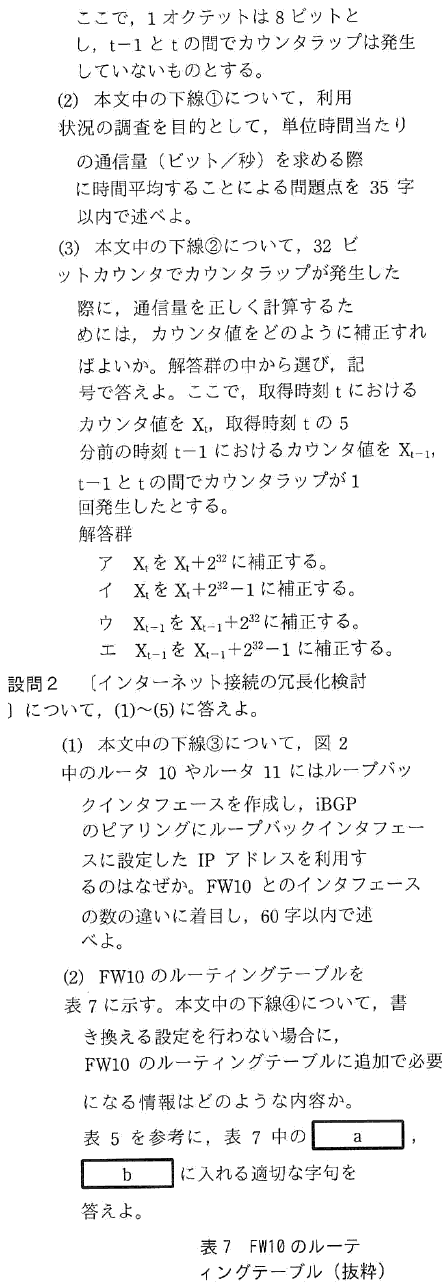 ここで，1 オクテットは 8 ビットと
し，t−1 と t の間でカウンタラップは発生
していないものとする。
(2) 本文中の下線①について，利用
状況の調査を目的として，単位時間当たり
の通信量（ビット／秒）を求める際
に時間平均することによる問題点を 35 字
以内で述べよ。
(3) 本文中の下線②について，32 ビ
ットカウンタでカウンタラップが発生した
際に，通信量を正しく計算するた
めには，カウンタ値をどのように補正すれ
ばよいか。解答群の中から選び，記
号で答えよ。ここで，取得時刻 t における
カウンタ値を Xₜ，取得時刻 t の 5
分前の時刻 t−1 におけるカウンタ値を Xₜ₋₁，
t−1 と t の間でカウンタラップが 1
回発生したとする。
解答群
ア Xₜ を Xₜ+2³² に補正する。
イ Xₜ を Xₜ+2³²−1 に補正する。
ウ Xₜ₋₁ を Xₜ₋₁+2³² に補正する。
エ Xₜ₋₁ を Xₜ₋₁+2³²−1 に補正する。
設問２ 〔インターネット接続の冗長化検討
〕について，(1)～(5) に答えよ。
(1) 本文中の下線③について，図 2
中のルータ 10 やルータ 11 にはループバッ
クインタフェースを作成し，iBGP
のピアリングにループバックインタフェー
スに設定した IP アドレスを利用す
るのはなぜか。FW10 とのインタフェース
の数の違いに着目し，60 字以内で述
べよ。
(2) FW10 のルーティングテーブルを
表 7 に示す。本文中の下線④について，書
き換える設定を行わない場合に，
FW10 のルーティングテーブルに追加で必要
になる情報はどのような内容か。
表 5 を参考に，表 7 中の a ，
b に入れる適切な字句を
答えよ。
表 7 FW10 のルーテ
ィングテーブル（抜粋）